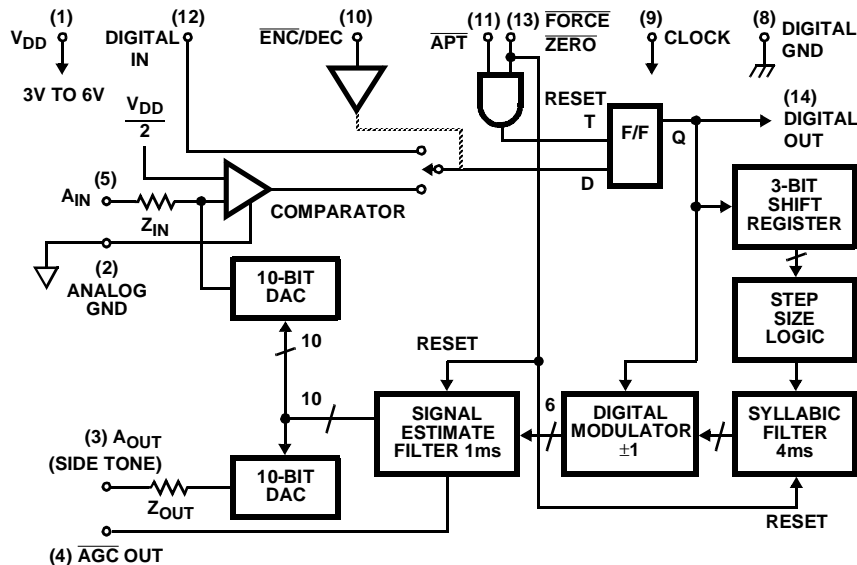 (1)
VDD
3V TO 6V
(12)
DIGITAL
IN
(10)
ENC/DEC
(11)
APT
(13) FORCE
ZERO
(9)
CLOCK
(8)
DIGITAL
GND
VDD
2
RESET
T
F/F
Q
D
(14)
DIGITAL
OUT
(5)
AIN
ZIN
COMPARATOR
3-BIT
SHIFT
REGISTER
(2)
ANALOG
GND
10-BIT
DAC
STEP
SIZE
LOGIC
10
RESET
10
SIGNAL
ESTIMATE
FILTER 1ms
6
DIGITAL
MODULATOR
±1
SYLLABIC
FILTER
4ms
(3) AOUT
(SIDE TONE)
ZOUT
10-BIT
DAC
RESET
(4) AGC OUT